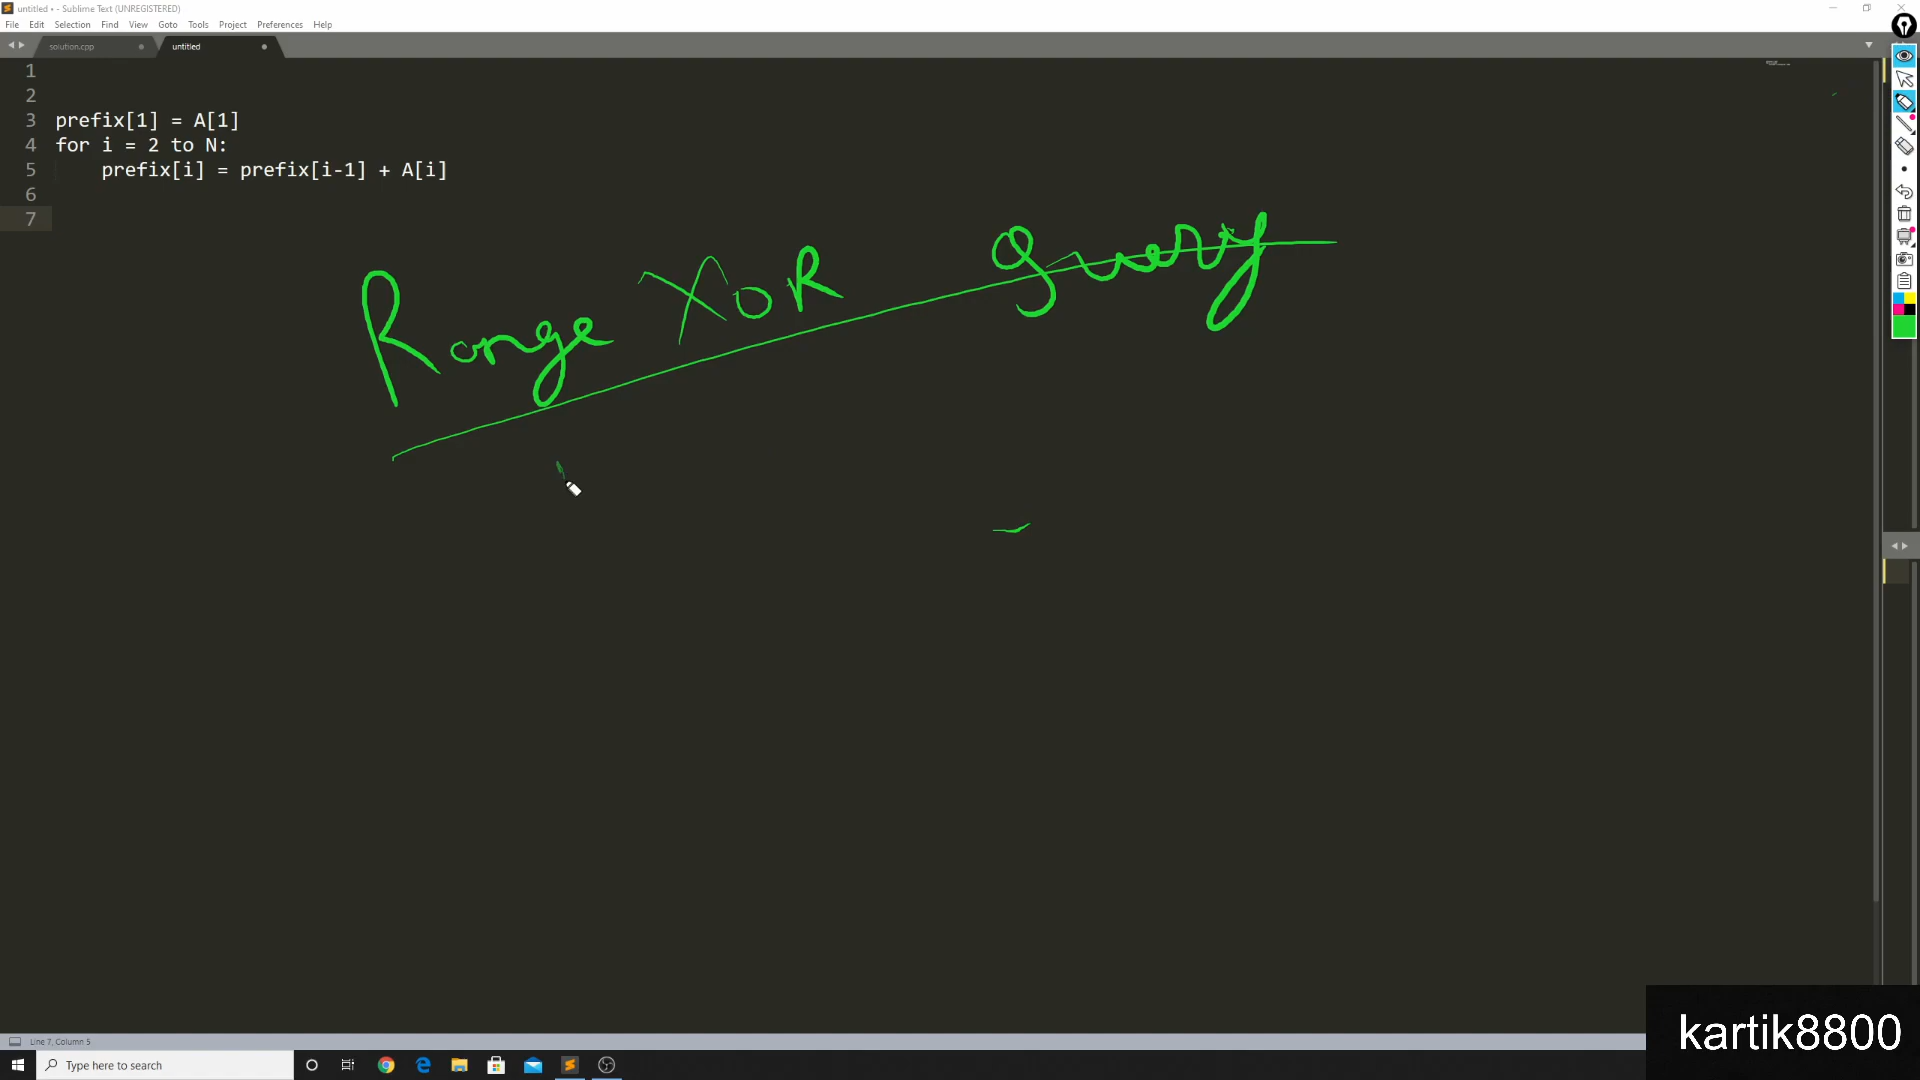 untitled • - Sublime Text (UNREGISTERED)
File Edit Selection Find View Goto Tools Project Preferences Help
solution.cpp untitled
1
2
3 prefix[1] = A[1]
4 for i = 2 to N:
5 prefix[i] = prefix[i-1] + A[i]
6
7
Range XOR Query
Line 7, Column 5
Type here to search
kartik8800